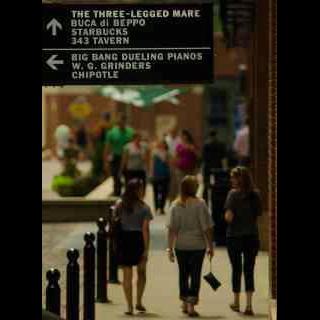 THE THREE-LEGGED MARE
BUCA di BEPPO
STARBUCKS
343 TAVERN
BIG BANG DUELING PIANOS
W. G. GRINDERS
CHIPOTLE